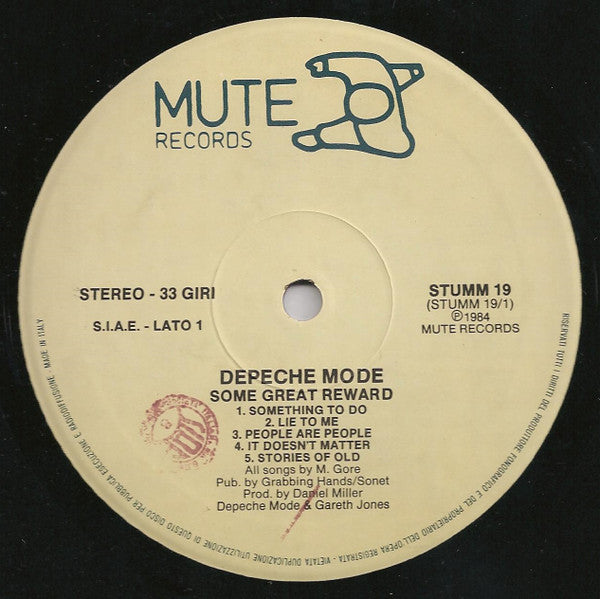 MUTE
RECORDS
STEREO - 33 GIRI
S.I.A.E. - LATO 1
STUMM 19
(STUMM 19/1)
Ⓟ1984
MUTE RECORDS
DEPECHE MODE
SOME GREAT REWARD
1. SOMETHING TO DO
2. LIE TO ME
3. PEOPLE ARE PEOPLE
4. IT DOESN'T MATTER
5. STORIES OF OLD
All songs by M. Gore
Pub. by Grabbing Hands/Sonet
Prod. by Daniel Miller
Depeche Mode & Gareth Jones
RISERVATI TUTTI I DIRITTI DEL PRODUTTORE FONOGRAFICO E DEL PROPRIETARIO DELL'OPERA REGISTRATA - VIETATA DUPLICAZIONE UTILIZZAZIONE DI QUESTO DISCO PER PUBBLICA ESECUZIONE E RADIODIFFUSIONE. - MADE IN ITALY